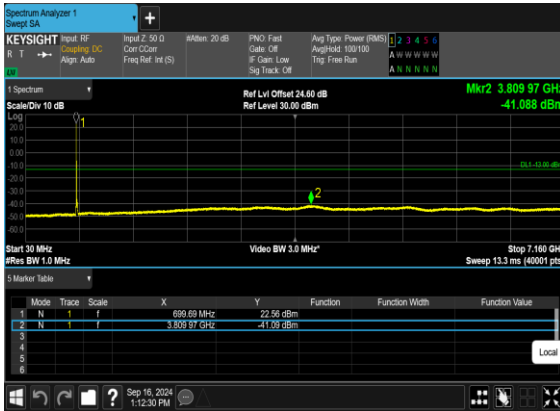 Spectrum Analyzer 1
Swept SA
+
KEYSIGHT Input: RF Input Z: 50 Ω #Atten: 20 dB PNO: Fast Avg Type: Power (RMS) 1 2 3 4 5 6
R T Coupling: DC Corr CCorr Gate: Off Avg|Hold: 100/100 A W W W W W
Align: Auto Freq Ref: Int (S) IF Gain: Low Trig: Free Run
Sig Track: Off A N N N N N
1 Spectrum
Scale/Div 10 dB Ref Lvl Offset 24.60 dB Mkr2 3.809 97 GHz
Ref Level 30.00 dBm -41.088 dBm
Log
20.0
10.0
0.00
-10.0
-20.0
-30.0
-40.0
-50.0
-60.0
1
2
DL1 -13.00 dBm
Start 30 MHz Video BW 3.0 MHz* Stop 7.160 GHz
#Res BW 1.0 MHz Sweep 13.3 ms (40001 pts)
5 Marker Table
Mode Trace Scale X Y Function Function Width Function Value
1 N 1 f 699.69 MHz 22.56 dBm
2 N 1 f 3.809 97 GHz -41.09 dBm
3
4
5
6
Local
? Sep 16, 2024
1:12:30 PM